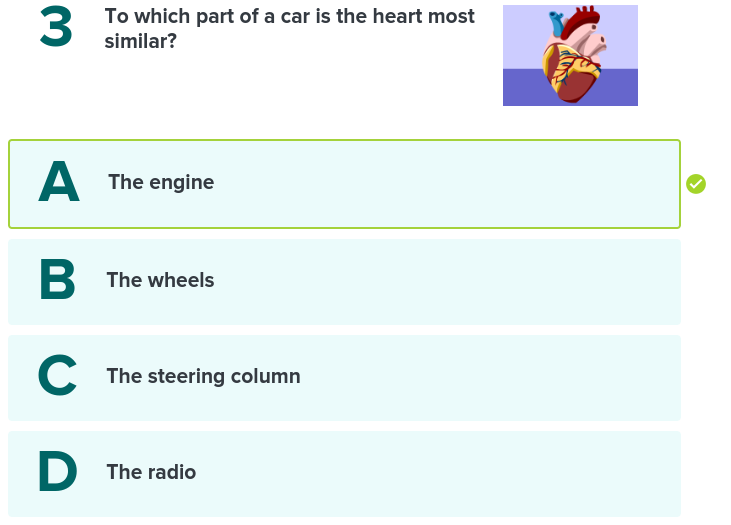 3
To which part of a car is the heart most
similar?
A The engine
B The wheels
C The steering column
D The radio